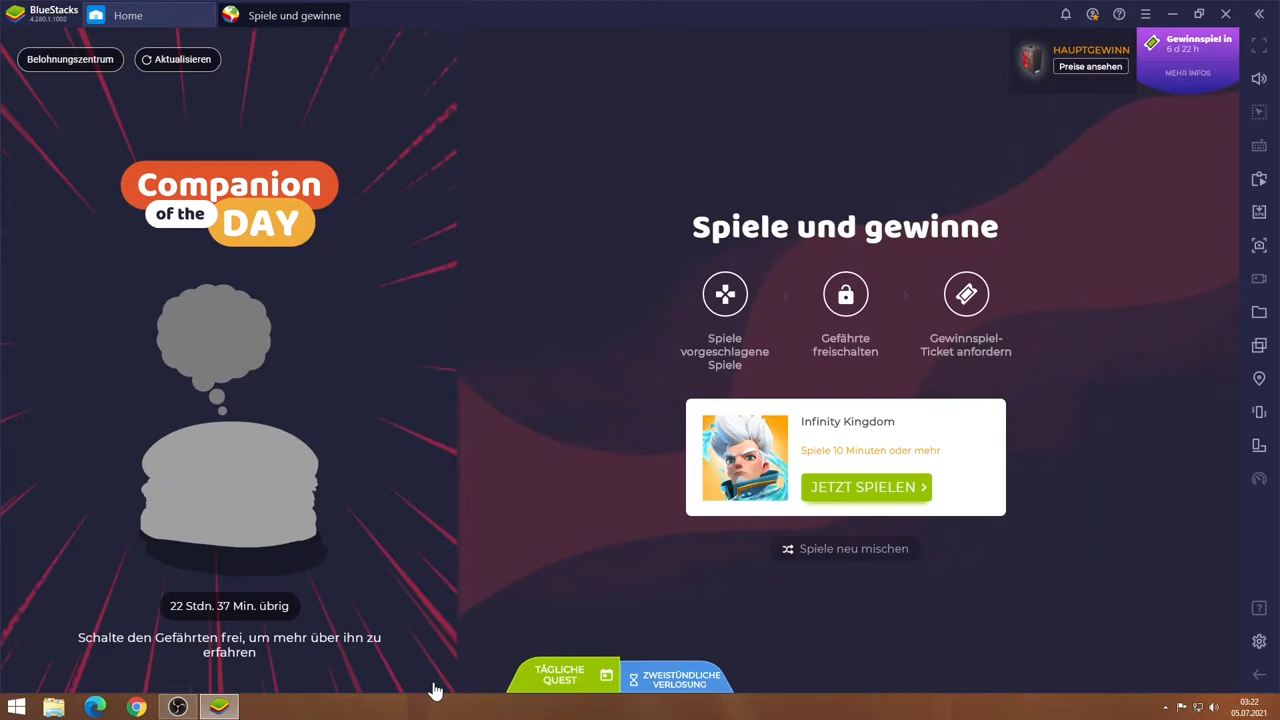 BlueStacks
4.280.1.1002
Home
Spiele und gewinne
Belohnungszentrum
Aktualisieren
HAUPTGEWINN
Preise ansehen
Gewinnspiel in
6 d 22 h
MEHR INFOS
Companion
of the
DAY
22 Stdn. 37 Min. übrig
Schalte den Gefährten frei, um mehr über ihn zu
erfahren
Spiele und gewinne
Spiele
vorgeschlagene
Spiele
Gefährte
freischalten
Gewinnspiel-
Ticket anfordern
Infinity Kingdom
Spiele 10 Minuten oder mehr
JETZT SPIELEN
Spiele neu mischen
TÄGLICHE
QUEST
ZWEISTÜNDLICHE
VERLOSUNG
03:22
05.07.2021